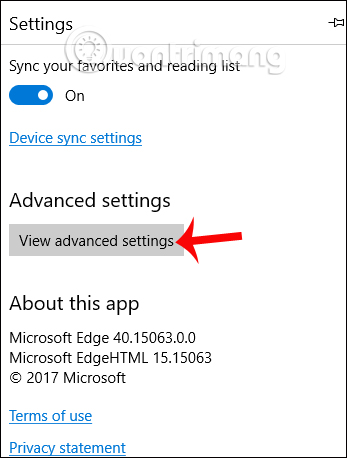 Settings
Quantrimang
Sync your favorites and reading list
On
Device sync settings
Advanced settings
View advanced settings
About this app
Microsoft Edge 40.15063.0.0
Microsoft EdgeHTML 15.15063
© 2017 Microsoft
Terms of use
Privacy statement